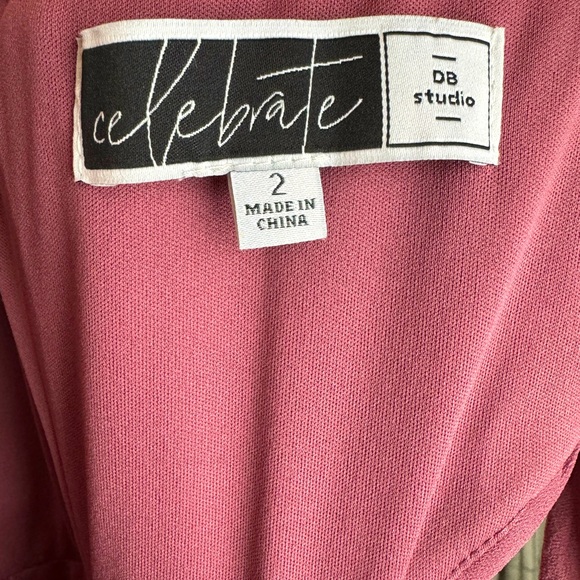 celebrate
DB
studio
2
MADE IN
CHINA